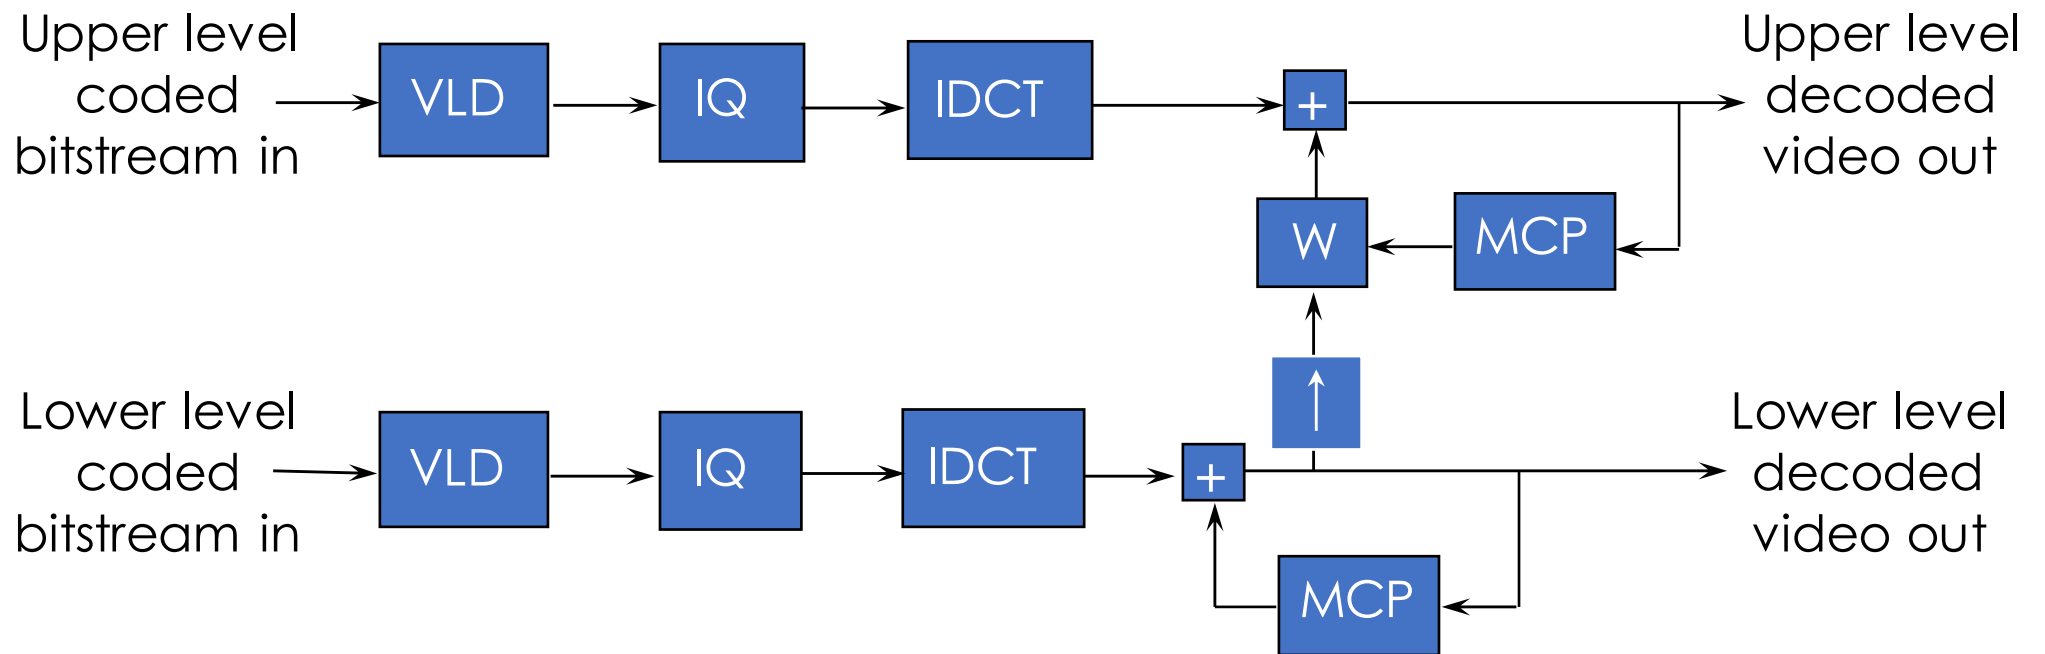 Upper level
coded
bitstream in
VLD
IQ
IDCT
+
Upper level
decoded
video out
W
MCP
↑
Lower level
coded
bitstream in
VLD
IQ
IDCT
+
Lower level
decoded
video out
MCP